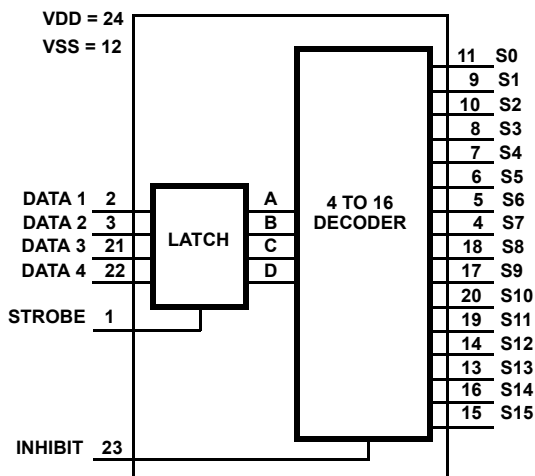 VDD = 24
VSS = 12
11 S0
9 S1
10 S2
8 S3
7 S4
6 S5
5 S6
4 S7
18 S8
17 S9
20 S10
19 S11
14 S12
13 S13
16 S14
15 S15
DATA 1 2
DATA 2 3
DATA 3 21
DATA 4 22
STROBE 1
INHIBIT 23
LATCH
A
B
C
D
4 TO 16
DECODER